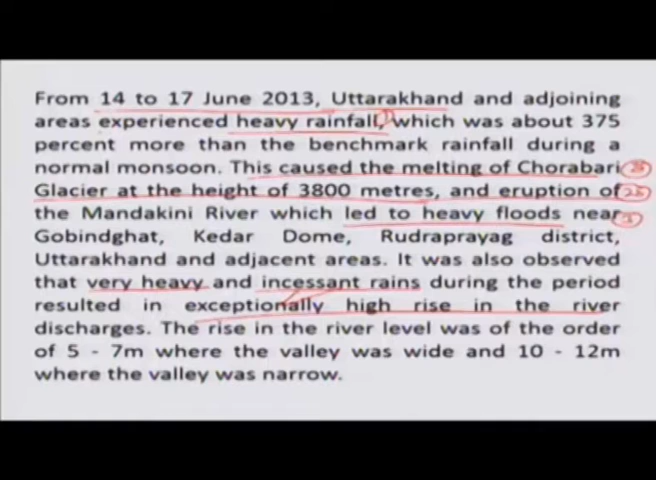 From 14 to 17 June 2013, Uttarakhand and adjoining
areas experienced heavy rainfall, which was about 375
percent more than the benchmark rainfall during a
normal monsoon. This caused the melting of Chorabari
Glacier at the height of 3800 metres, and eruption of
the Mandakini River which led to heavy floods near
Gobindghat, Kedar Dome, Rudraprayag district,
Uttarakhand and adjacent areas. It was also observed
that very heavy and incessant rains during the period
resulted in exceptionally high rise in the river
discharges. The rise in the river level was of the order
of 5 - 7m where the valley was wide and 10 - 12m
where the valley was narrow.